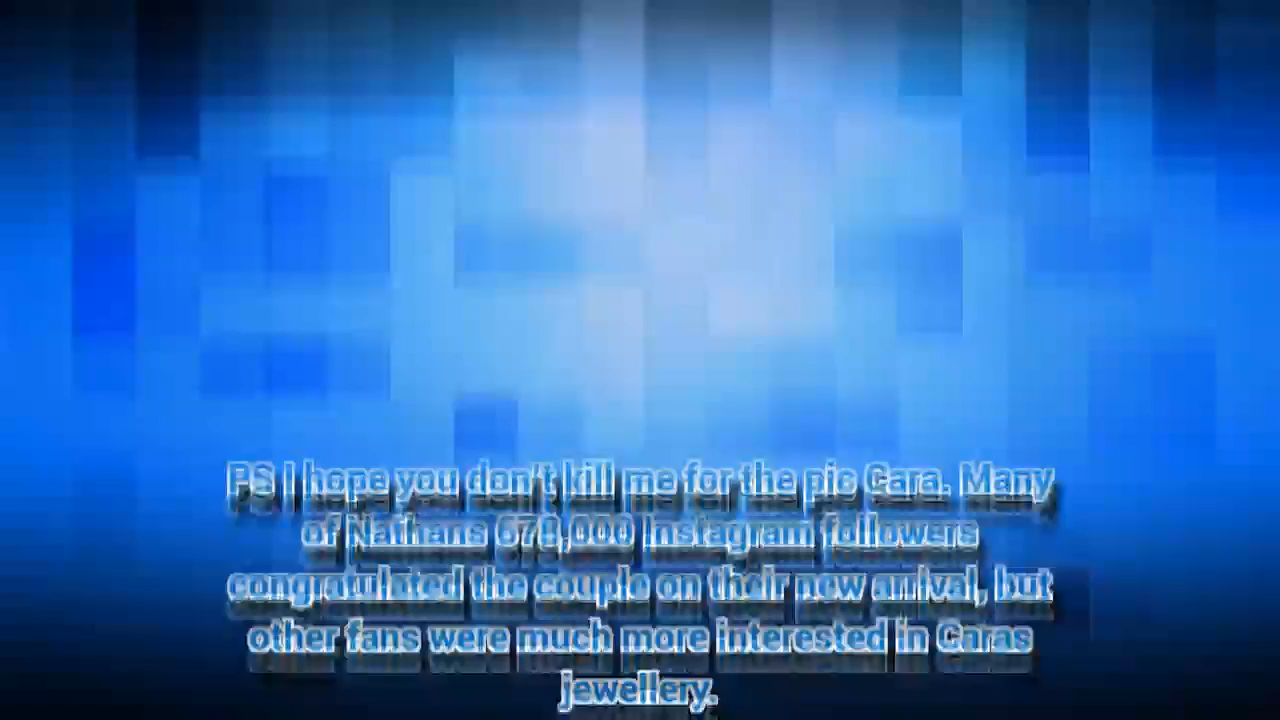 PS I hope you don't kill me for the pic Cara. Many
of Nathans 678,000 Instagram followers
congratulated the couple on their new arrival, but
other fans were much more interested in Caras
jewellery.